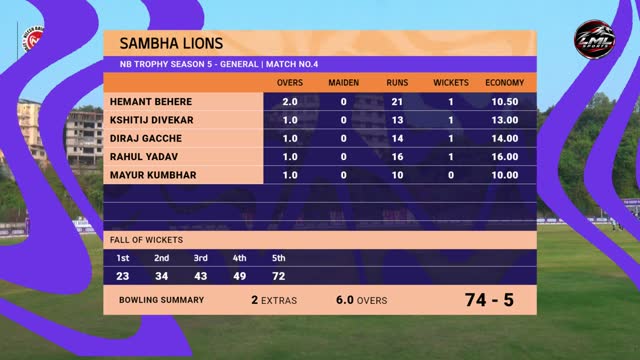 LML
SPORTS
SAMBHA LIONS
NB TROPHY SEASON 5 - GENERAL | MATCH NO.4
OVERS MAIDEN RUNS WICKETS ECONOMY
HEMANT BEHERE 2.0 0 21 1 10.50
KSHITIJ DIVEKAR 1.0 0 13 1 13.00
DIRAJ GACCHE 1.0 0 14 1 14.00
RAHUL YADAV 1.0 0 16 1 16.00
MAYUR KUMBHAR 1.0 0 10 0 10.00
FALL OF WICKETS
1st 2nd 3rd 4th 5th
23 34 43 49 72
BOWLING SUMMARY 2 EXTRAS 6.0 OVERS 74 - 5